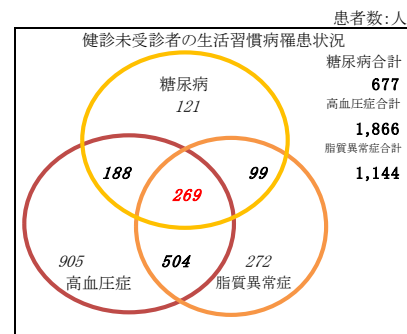 患者数:人
健診未受診者の生活習慣病罹患状況
糖尿病
121
188
99
269
905
高血圧症
504
272
脂質異常症
糖尿病合計
677
高血圧症合計
1,866
脂質異常症合計
1,144